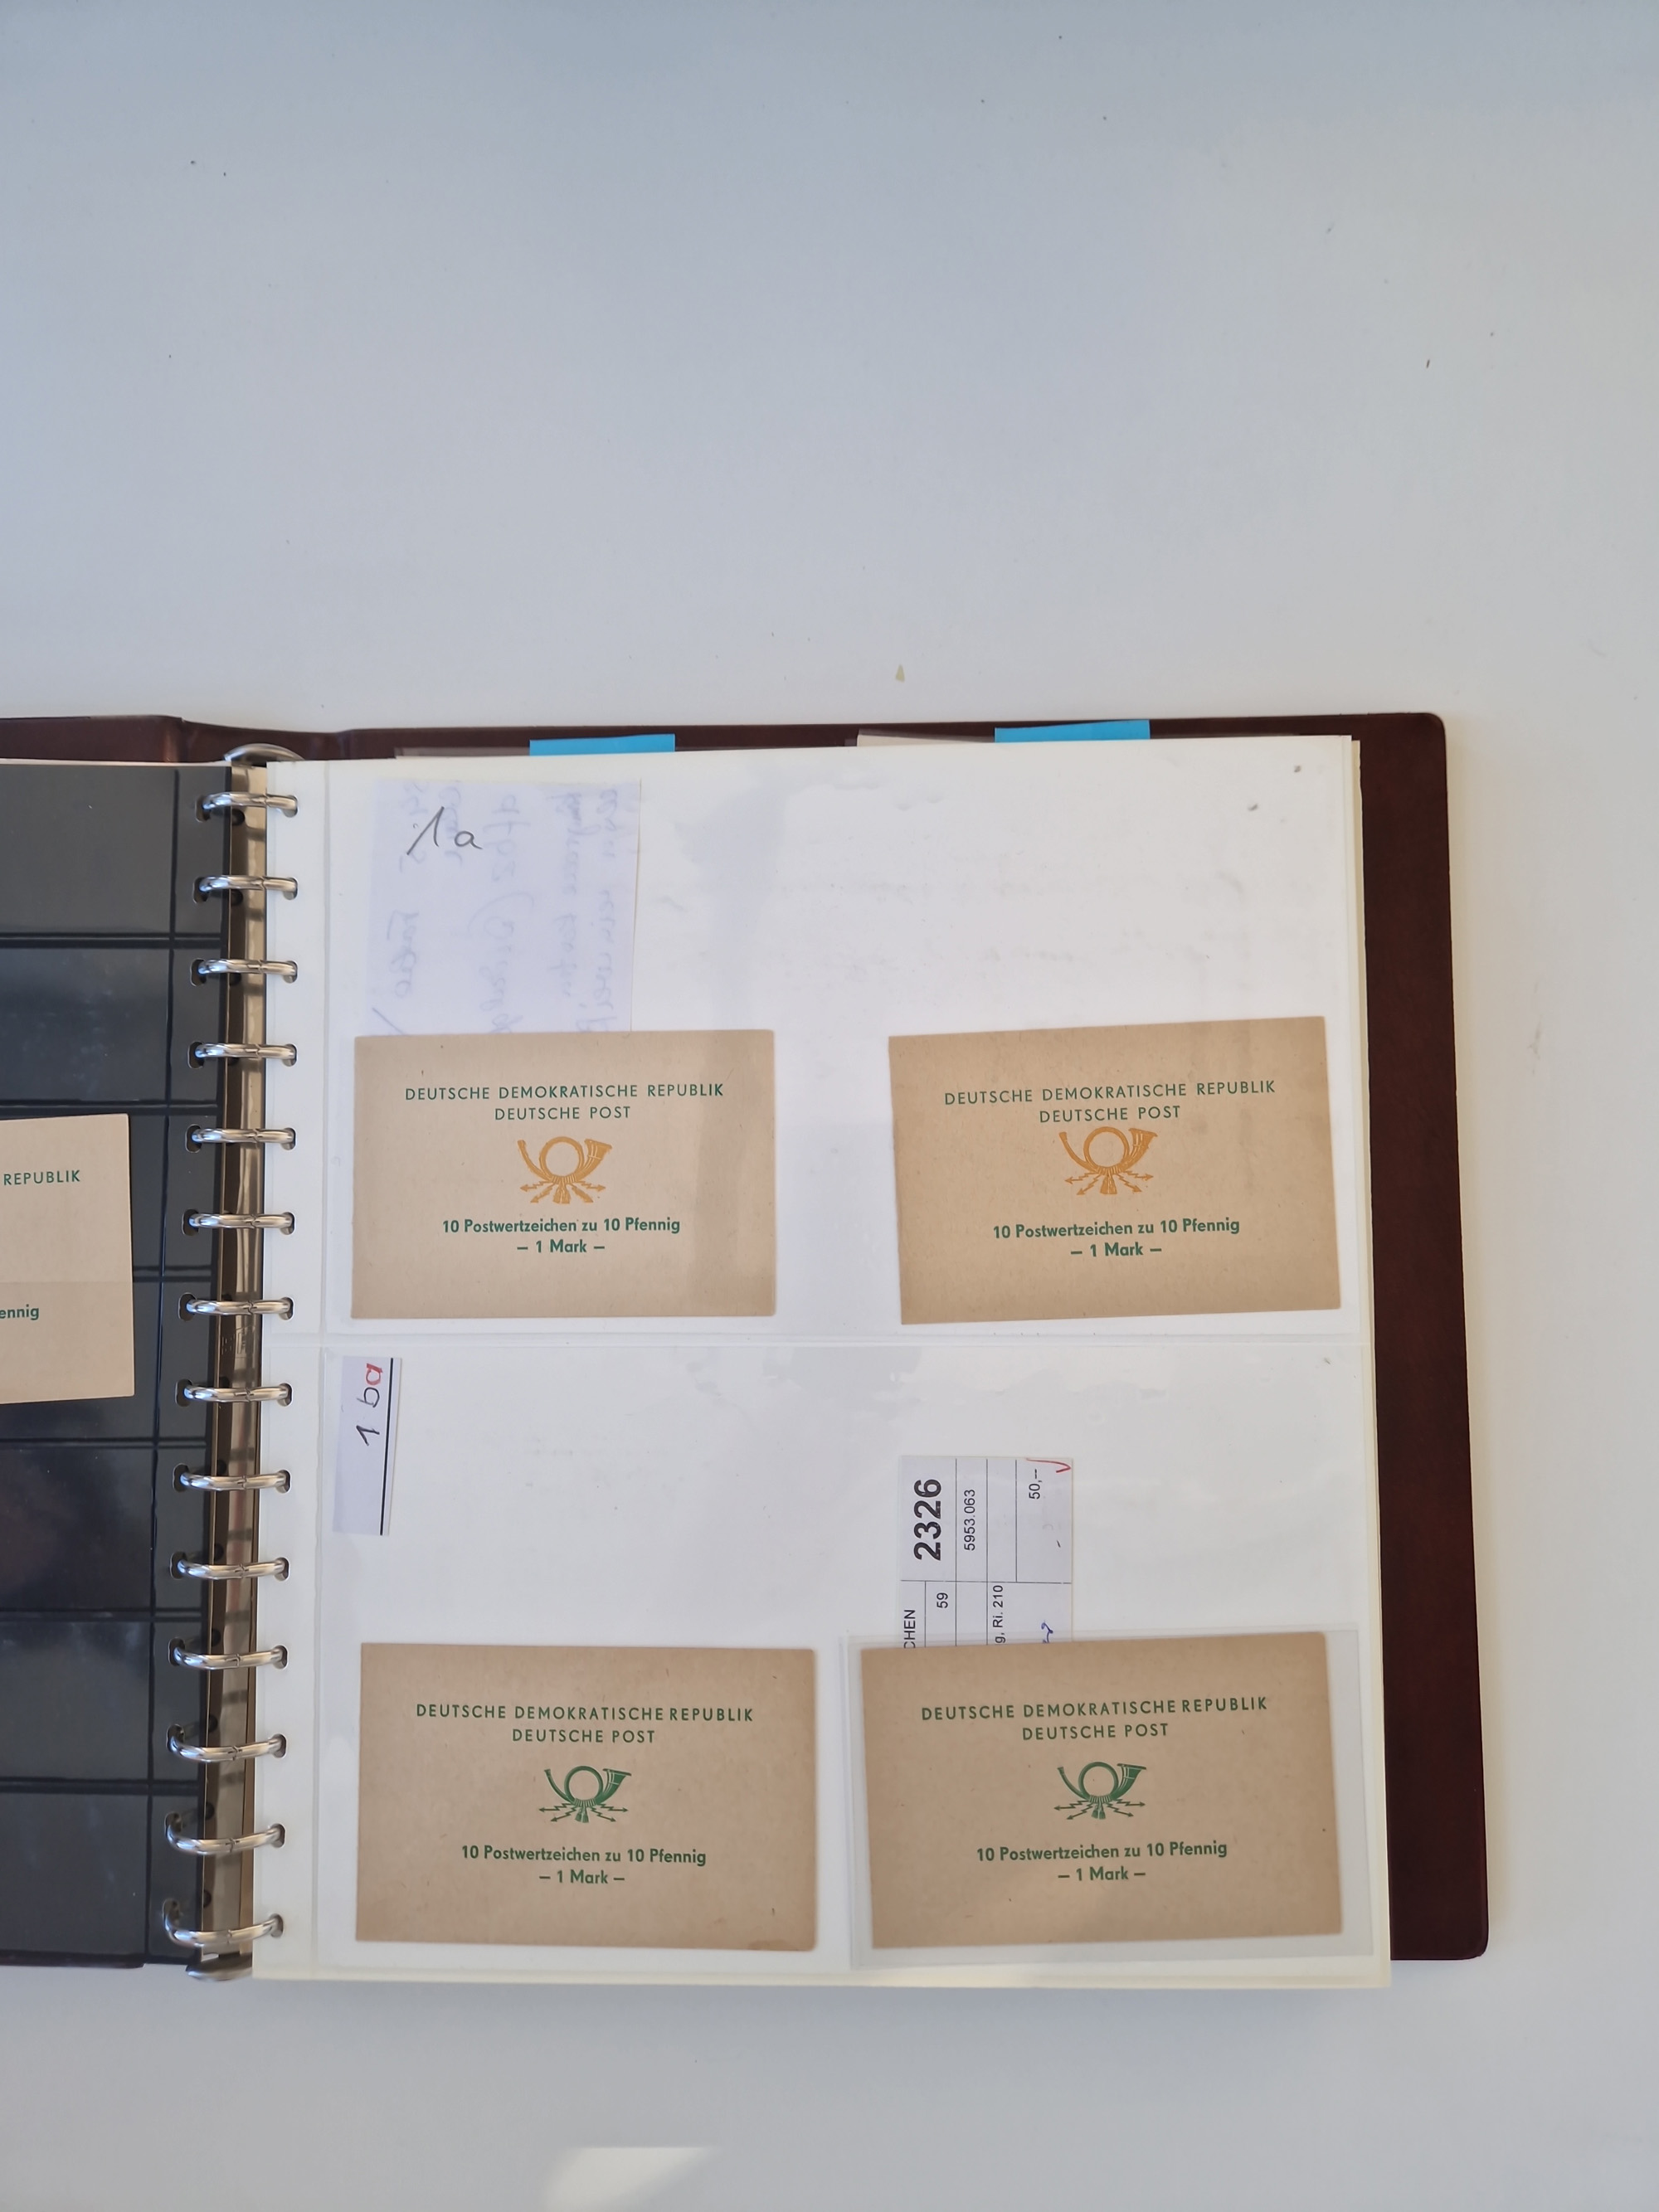 1a
DEUTSCHE DEMOKRATISCHE REPUBLIK
DEUTSCHE POST
10 Postwertzeichen zu 10 Pfennig
– 1 Mark –
DEUTSCHE DEMOKRATISCHE REPUBLIK
DEUTSCHE POST
10 Postwertzeichen zu 10 Pfennig
– 1 Mark –
REPUBLIK
ennig
1 ba
CHEN
59
2326
5953.063
g, Ri. 210
50,--
DEUTSCHE DEMOKRATISCHE REPUBLIK
DEUTSCHE POST
10 Postwertzeichen zu 10 Pfennig
– 1 Mark –
DEUTSCHE DEMOKRATISCHE REPUBLIK
DEUTSCHE POST
10 Postwertzeichen zu 10 Pfennig
– 1 Mark –